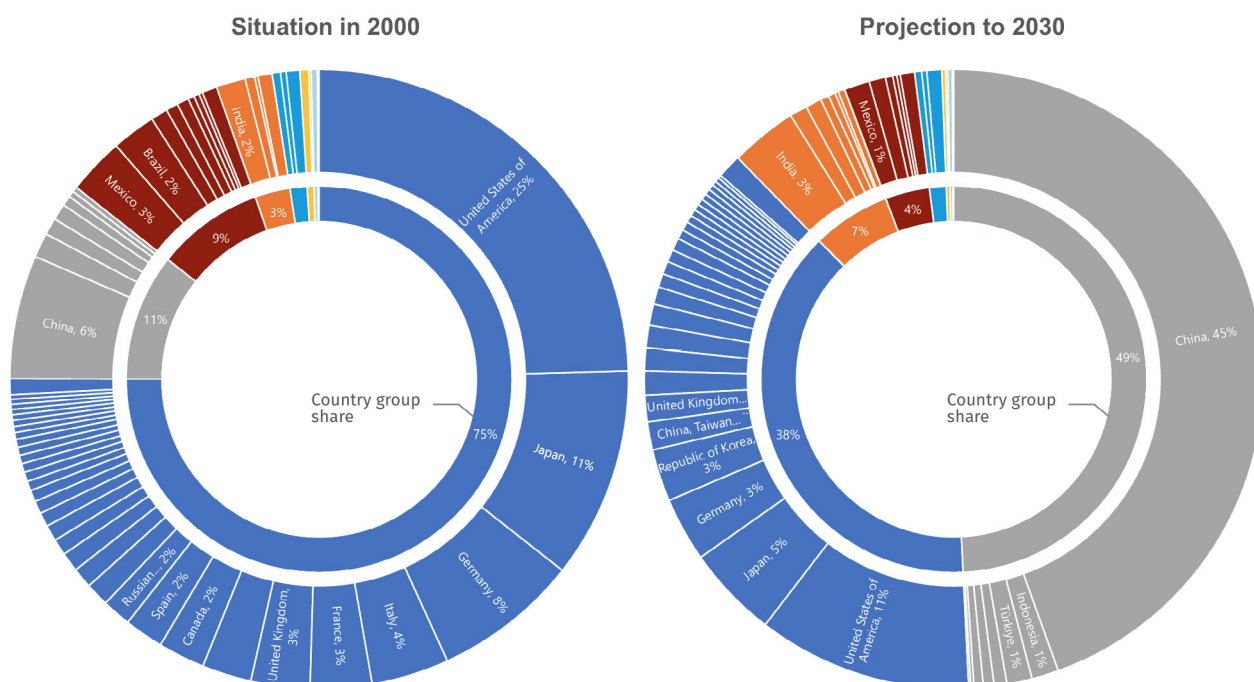 Situation in 2000
Projection to 2030
United States of
America, 25%
Japan, 11%
Germany, 8%
Italy, 4%
France, 3%
United Kingdom,
3%
Canada, 2%
Spain, 2%
Russian..., 2%
China, 6%
Mexico, 3%
Brazil, 2%
India, 2%
75%
11%
9%
3%
Country group
share
China, 45%
Indonesia, 1%
Türkiye, 1%
United States of
America, 11%
Japan, 5%
Germany, 3%
Republic of Korea,
3%
China, Taiwan...
United Kingdom...
India, 3%
Mexico, 1%
49%
38%
7%
4%
Country group
share